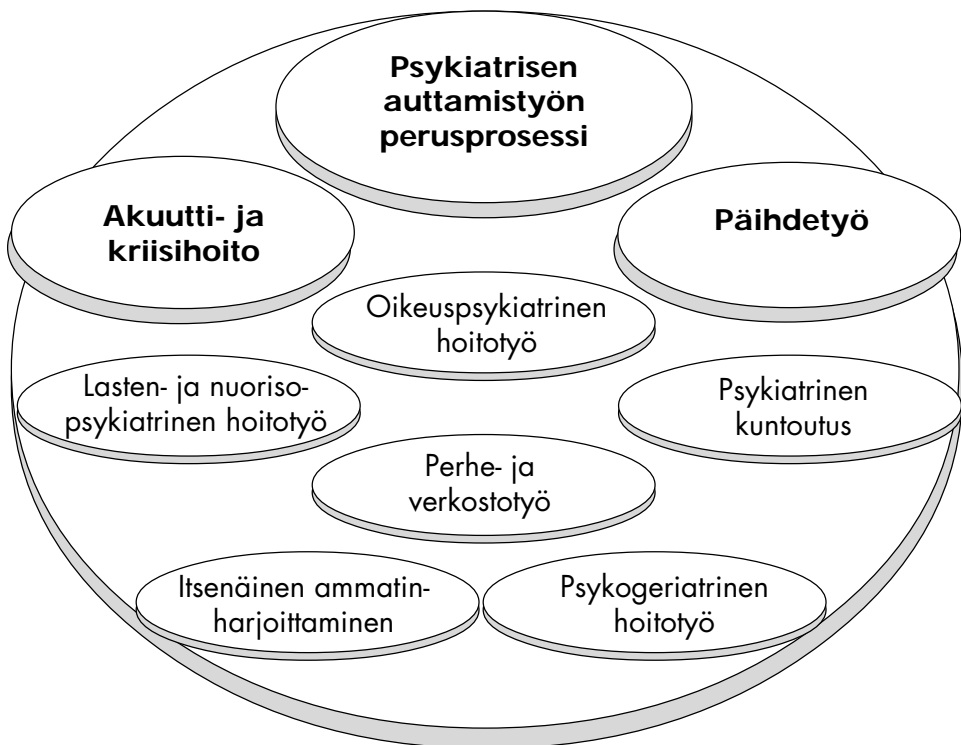 Psykiatrisen
auttamistyön
perusprosessi
Akuutti- ja
kriisihoito
Päihdetyö
Oikeuspsykiatrinen
hoitotyö
Lasten- ja nuoriso-
psykiatrinen hoitotyö
Psykiatrinen
kuntoutus
Perhe- ja
verkostotyö
Itsenäinen ammatin-
harjoittaminen
Psykogeriatrinen
hoitotyö